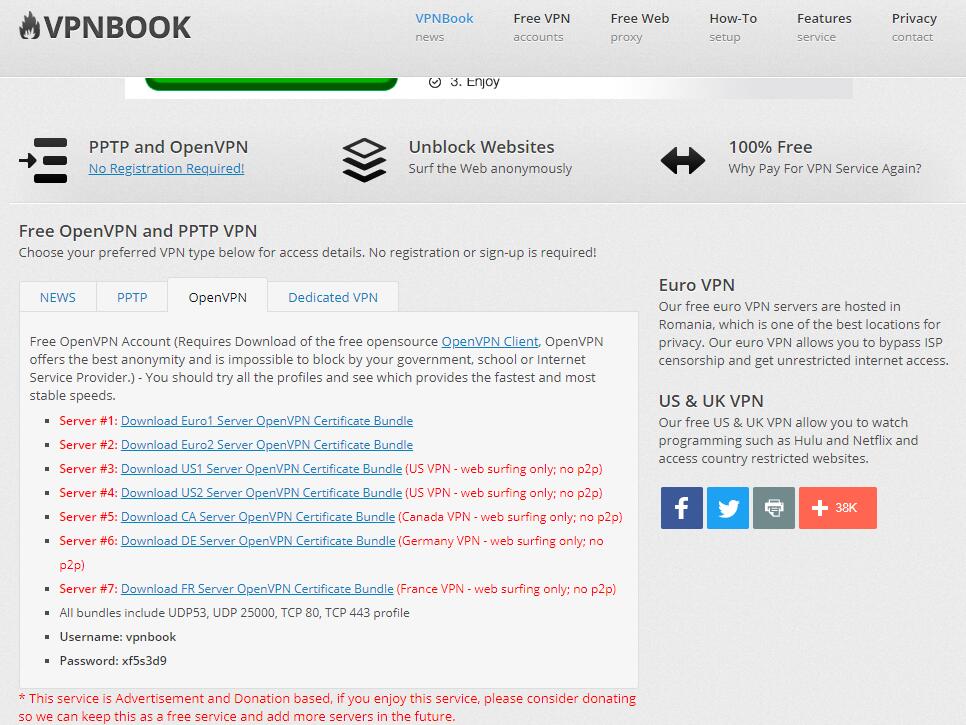 VPNBOOK
VPNBook
news
Free VPN
accounts
Free Web
proxy
How-To
setup
Features
service
Privacy
contact
3. Enjoy
PPTP and OpenVPN
No Registration Required!
Unblock Websites
Surf the Web anonymously
100% Free
Why Pay For VPN Service Again?
Free OpenVPN and PPTP VPN
Choose your preferred VPN type below for access details. No registration or sign-up is required!
NEWS
PPTP
OpenVPN
Dedicated VPN
Free OpenVPN Account (Requires Download of the free opensource OpenVPN Client, OpenVPN
offers the best anonymity and is impossible to block by your government, school or Internet
Service Provider.) - You should try all the profiles and see which provides the fastest and most
stable speeds.
Server #1: Download Euro1 Server OpenVPN Certificate Bundle
Server #2: Download Euro2 Server OpenVPN Certificate Bundle
Server #3: Download US1 Server OpenVPN Certificate Bundle (US VPN - web surfing only; no p2p)
Server #4: Download US2 Server OpenVPN Certificate Bundle (US VPN - web surfing only; no p2p)
Server #5: Download CA Server OpenVPN Certificate Bundle (Canada VPN - web surfing only; no p2p)
Server #6: Download DE Server OpenVPN Certificate Bundle (Germany VPN - web surfing only; no
p2p)
Server #7: Download FR Server OpenVPN Certificate Bundle (France VPN - web surfing only; no p2p)
All bundles include UDP53, UDP 25000, TCP 80, TCP 443 profile
Username: vpnbook
Password: xf5s3d9
* This service is Advertisement and Donation based, if you enjoy this service, please consider donating
so we can keep this as a free service and add more servers in the future.
Euro VPN
Our free euro VPN servers are hosted in
Romania, which is one of the best locations for
privacy. Our euro VPN allows you to bypass ISP
censorship and get unrestricted internet access.
US & UK VPN
Our free US & UK VPN allow you to watch
programming such as Hulu and Netflix and
access country restricted websites.
38K